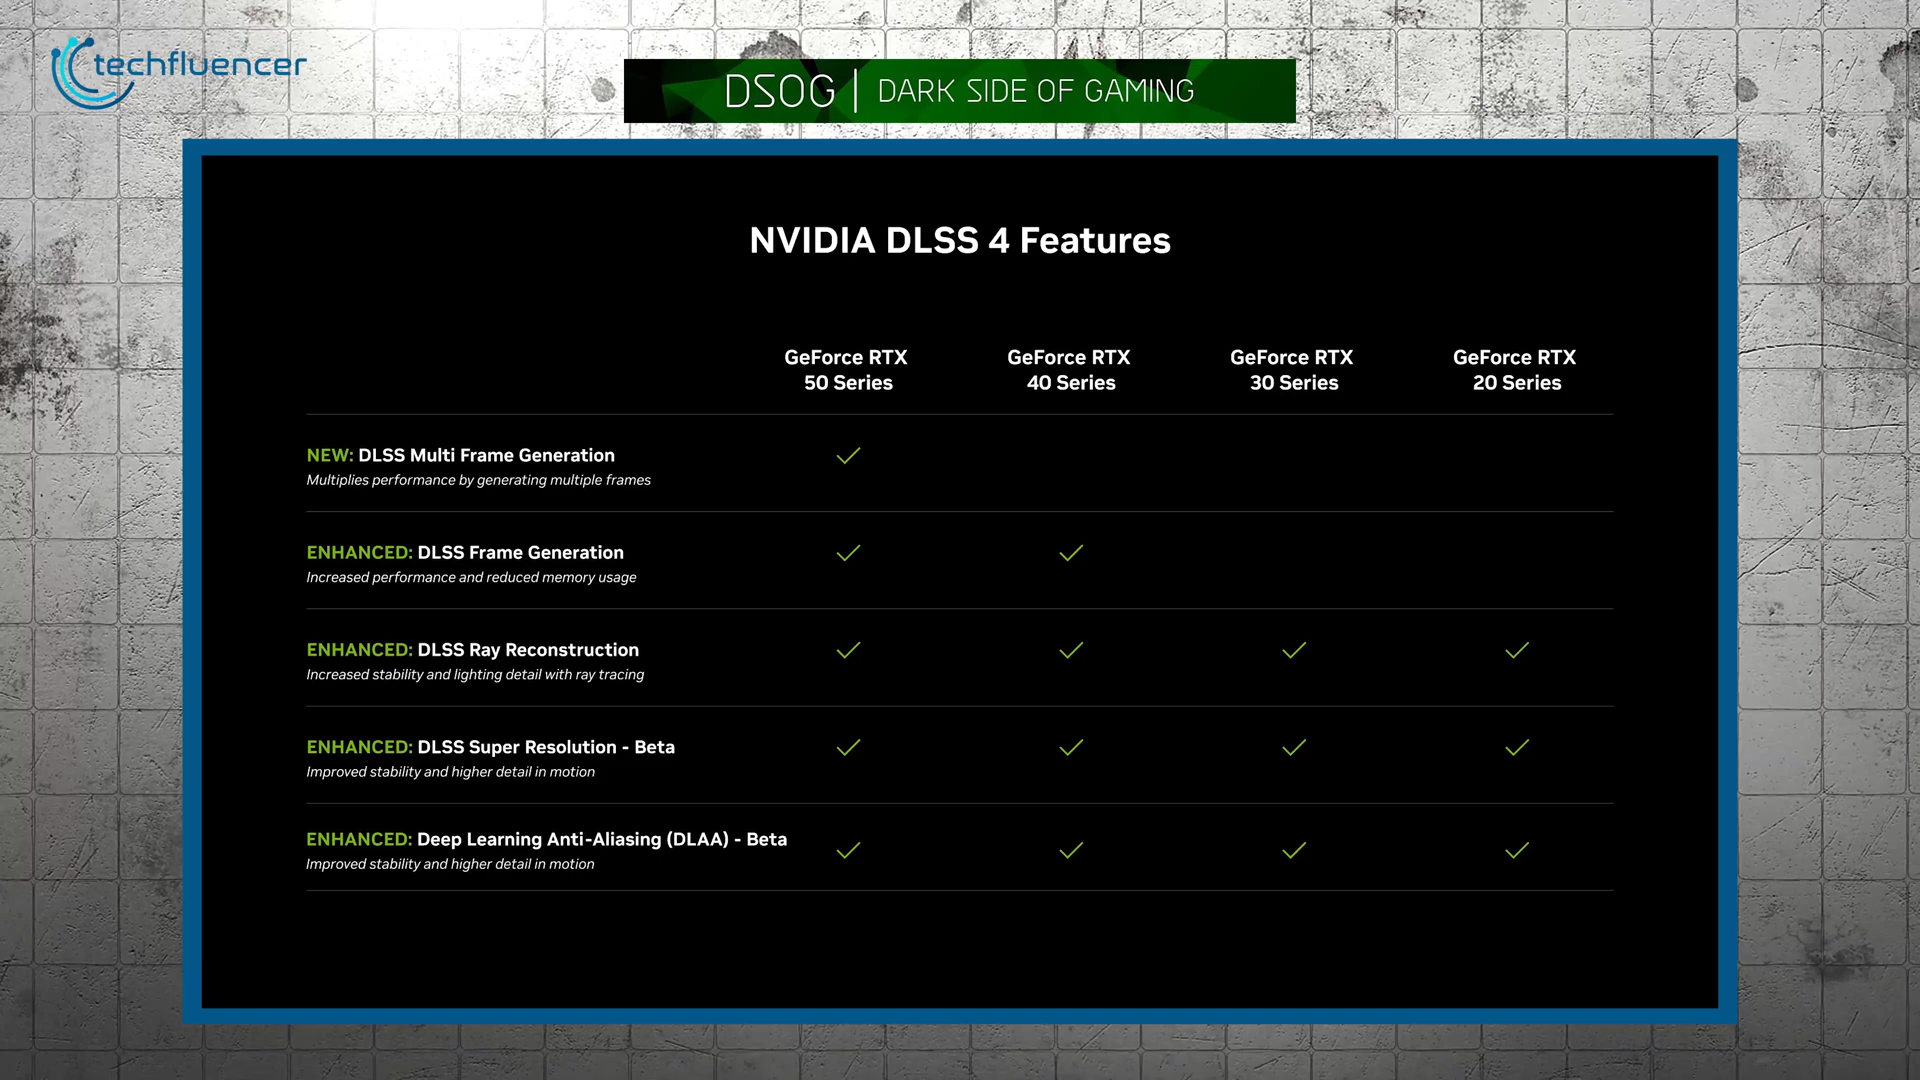 techfluencer
DSOG | DARK SIDE OF GAMING
NVIDIA DLSS 4 Features
GeForce RTX 50 Series
GeForce RTX 40 Series
GeForce RTX 30 Series
GeForce RTX 20 Series
NEW: DLSS Multi Frame Generation
Multiplies performance by generating multiple frames
ENHANCED: DLSS Frame Generation
Increased performance and reduced memory usage
ENHANCED: DLSS Ray Reconstruction
Increased stability and lighting detail with ray tracing
ENHANCED: DLSS Super Resolution - Beta
Improved stability and higher detail in motion
ENHANCED: Deep Learning Anti-Aliasing (DLAA) - Beta
Improved stability and higher detail in motion